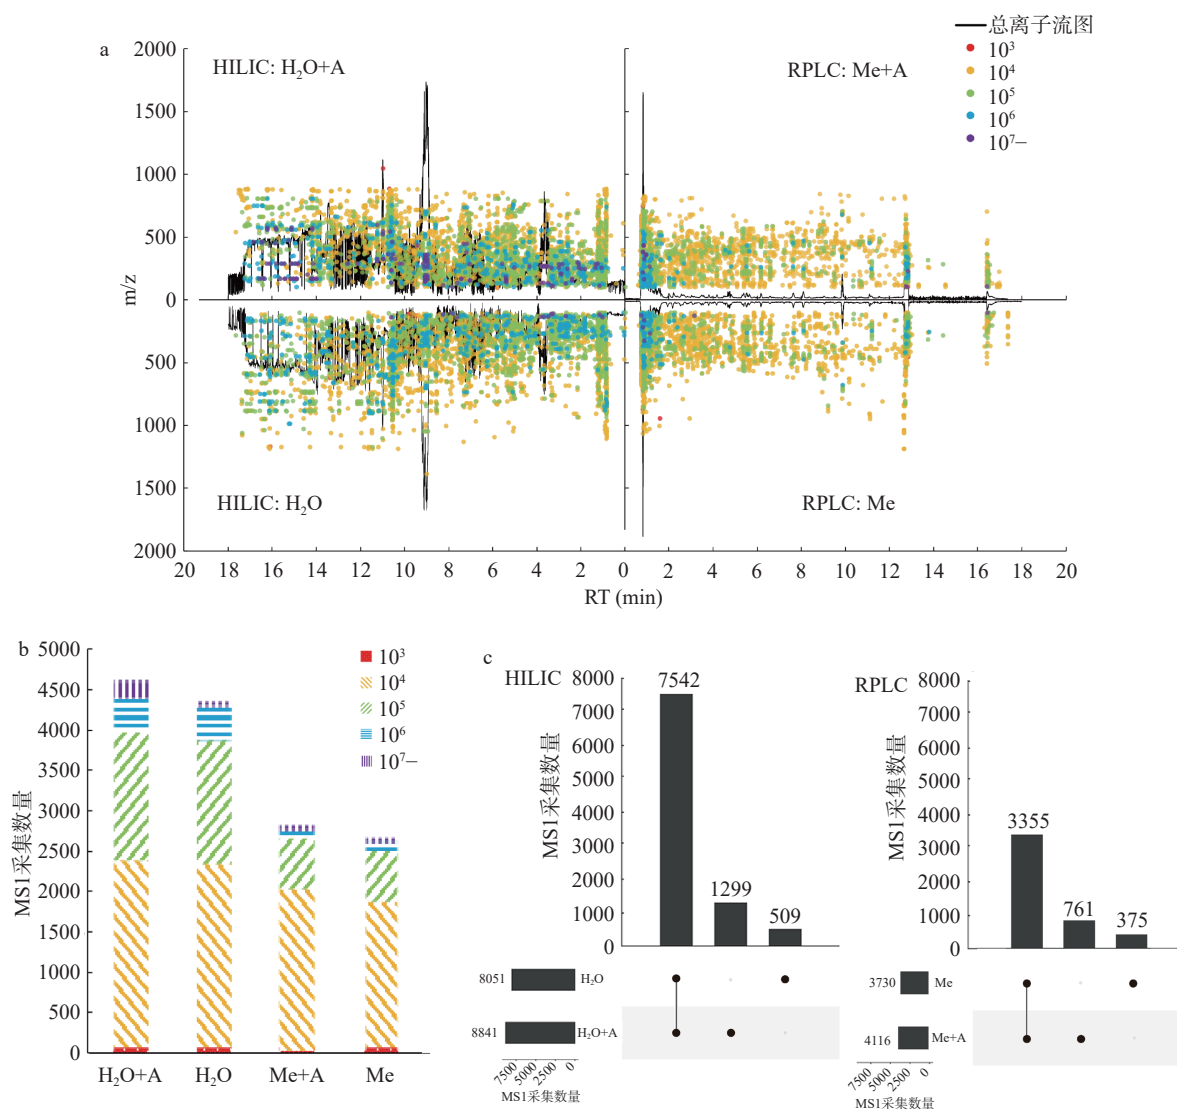 a
总离子流图
10³
10⁴
10⁵
10⁶
10⁷–
HILIC: H₂O+A
RPLC: Me+A
HILIC: H₂O
RPLC: Me
m/z
2000
1500
1000
500
0
500
1000
1500
2000
20 18 16 14 12 10 8 6 4 2 0 2 4 6 8 10 12 14 16 18 20
RT (min)
b
MS1采集数量
5000
4500
4000
3500
3000
2500
2000
1500
1000
500
0
10³
10⁴
10⁵
10⁶
10⁷–
H₂O+A H₂O Me+A Me
c
HILIC
MS1采集数量
8000
7000
6000
5000
4000
3000
2000
1000
0
7542
1299
509
8051 H₂O
8841 H₂O+A
7500 5000 2500 0
MS1采集数量
RPLC
MS1采集数量
8000
7000
6000
5000
4000
3000
2000
1000
0
3355
761
375
3730 Me
4116 Me+A
7500 5000 2500 0
MS1采集数量